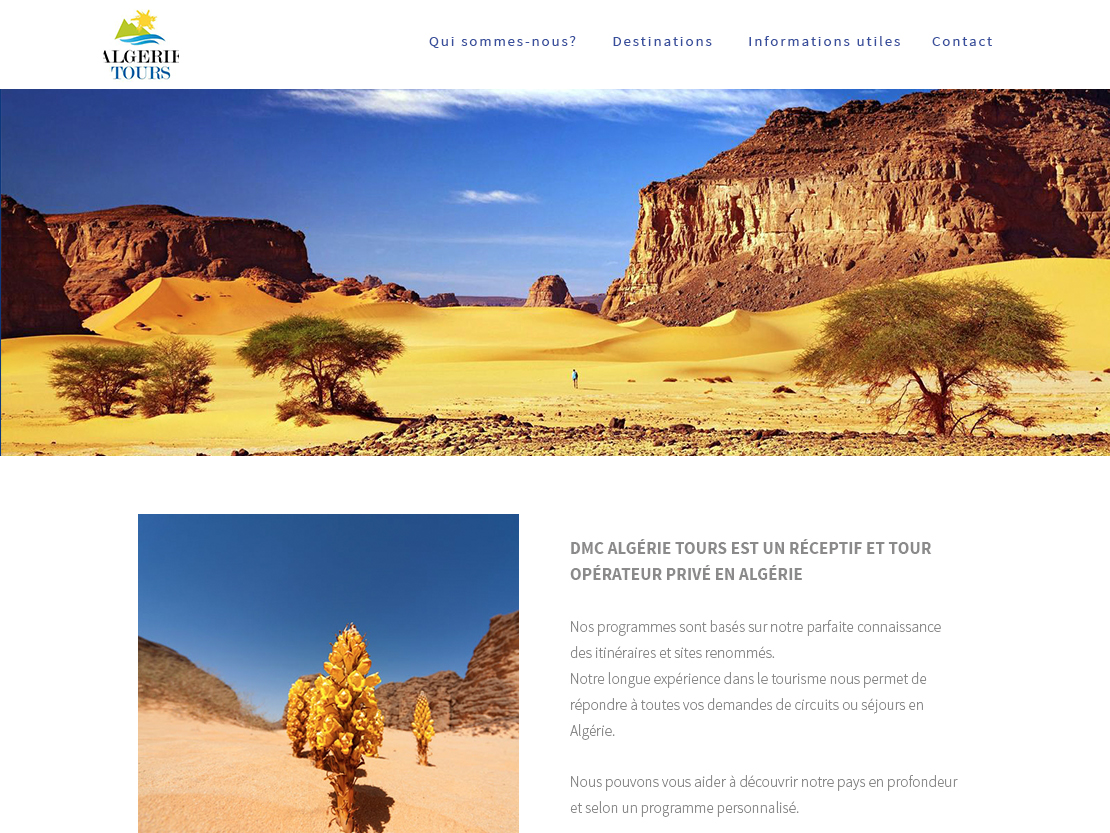 ALGERIE
TOURS
Qui sommes-nous? Destinations Informations utiles Contact
DMC ALGÉRIE TOURS EST UN RÉCEPTIF ET TOUR
OPÉRATEUR PRIVÉ EN ALGÉRIE
Nos programmes sont basés sur notre parfaite connaissance
des itinéraires et sites renommés.
Notre longue expérience dans le tourisme nous permet de
répondre à toutes vos demandes de circuits ou séjours en
Algérie.
Nous pouvons vous aider à découvrir notre pays en profondeur
et selon un programme personnalisé.